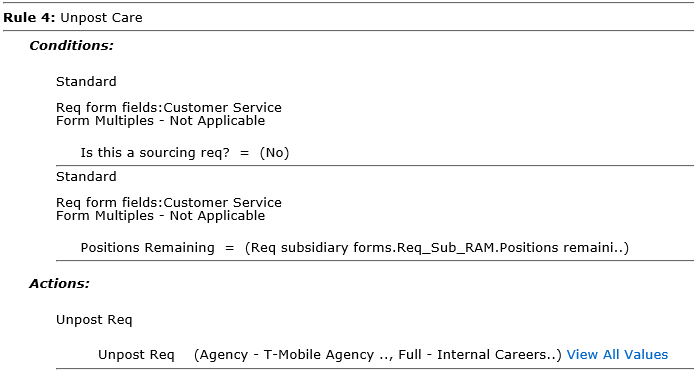 Rule 4: Unpost Care
Conditions:
Standard
Req form fields:Customer Service
Form Multiples - Not Applicable
Is this a sourcing req? = (No)
Standard
Req form fields:Customer Service
Form Multiples - Not Applicable
Positions Remaining = (Req subsidiary forms.Req_Sub_RAM.Positions remaini..)
Actions:
Unpost Req
Unpost Req (Agency - T-Mobile Agency .., Full - Internal Careers..) View All Values